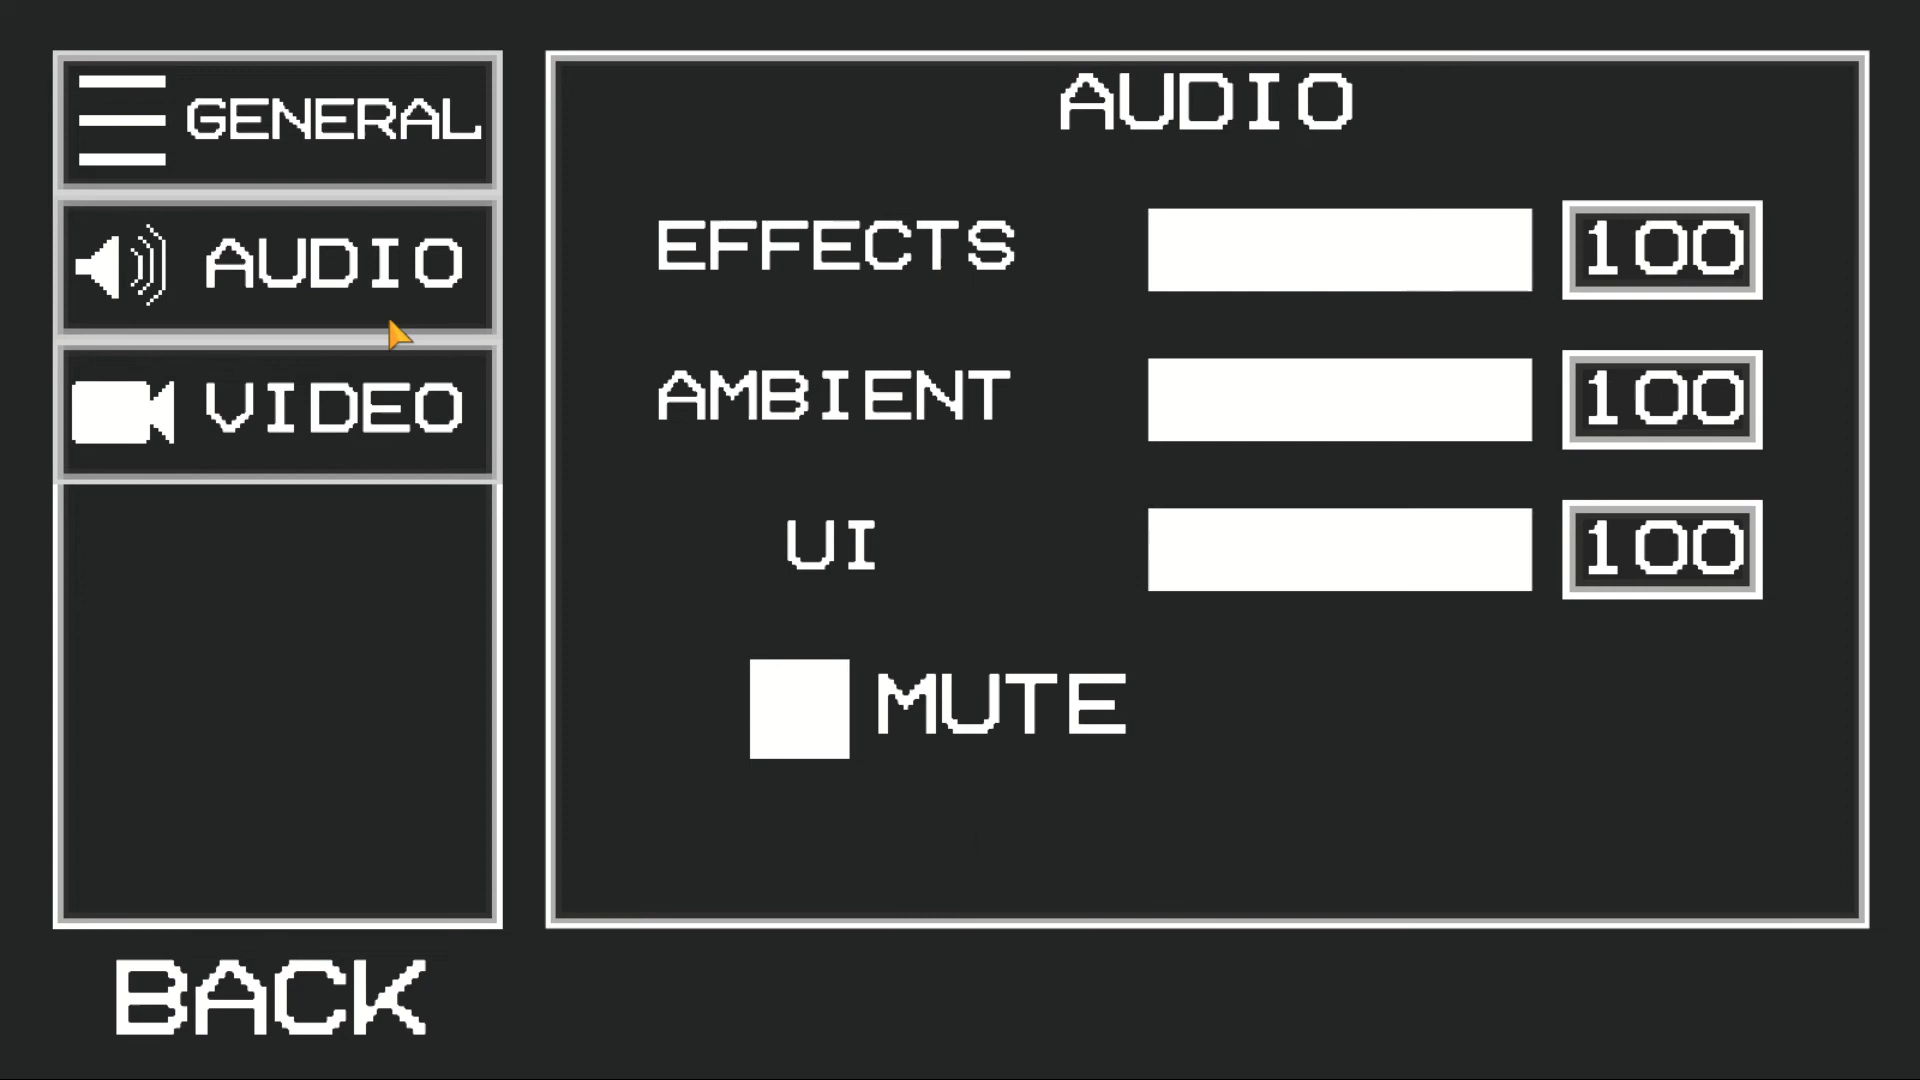 GENERAL
AUDIO
VIDEO
BACK
AUDIO
EFFECTS 100
AMBIENT 100
UI 100
MUTE